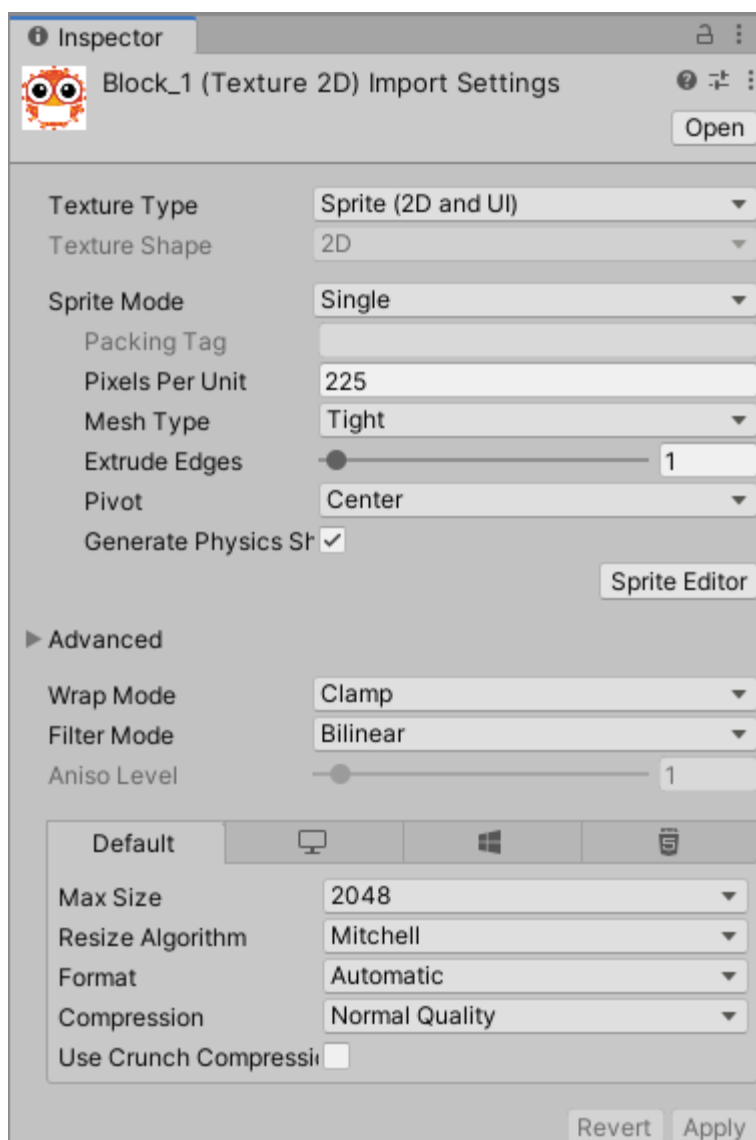 Inspector
Block_1 (Texture 2D) Import Settings
Open
Texture Type Sprite (2D and UI)
Texture Shape 2D
Sprite Mode Single
Packing Tag
Pixels Per Unit 225
Mesh Type Tight
Extrude Edges 1
Pivot Center
Generate Physics Sh
Sprite Editor
Advanced
Wrap Mode Clamp
Filter Mode Bilinear
Aniso Level 1
Default
Max Size 2048
Resize Algorithm Mitchell
Format Automatic
Compression Normal Quality
Use Crunch Compressi
Revert Apply